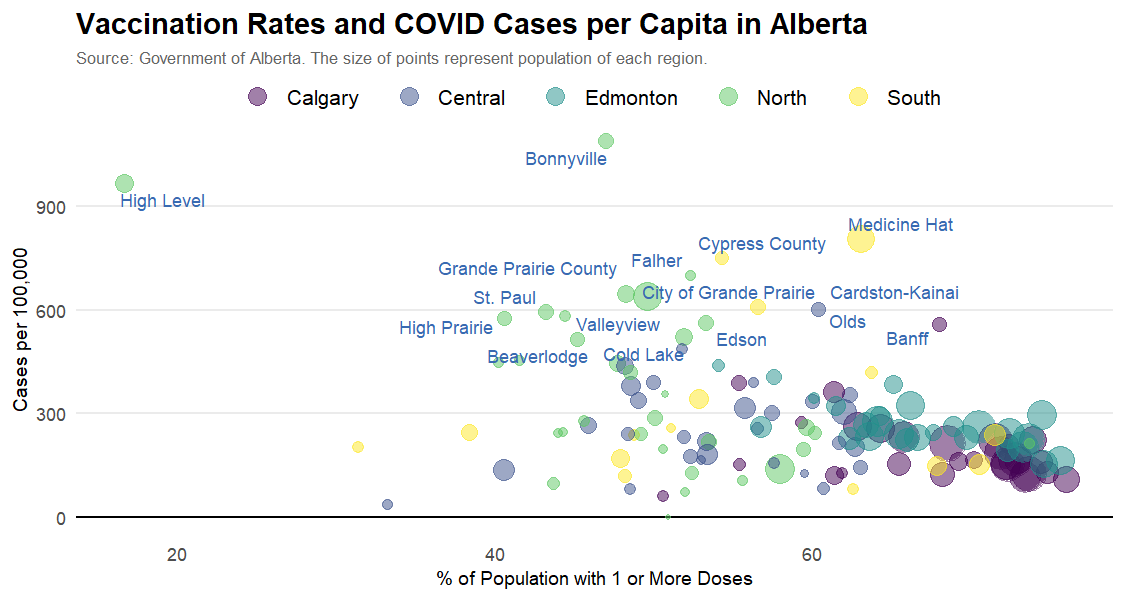 Vaccination Rates and COVID Cases per Capita in Alberta
Source: Government of Alberta. The size of points represent population of each region.
Calgary Central Edmonton North South
Bonnyville
High Level
900
Medicine Hat
Cypress County
Falher
Grande Prairie County
City of Grande Prairie Cardston-Kainai
St. Paul
600
Olds
High Prairie Valleyview
Edson Banff
Beaverlodge Cold Lake
Cases per 100,000
300
0
20 40 60
% of Population with 1 or More Doses